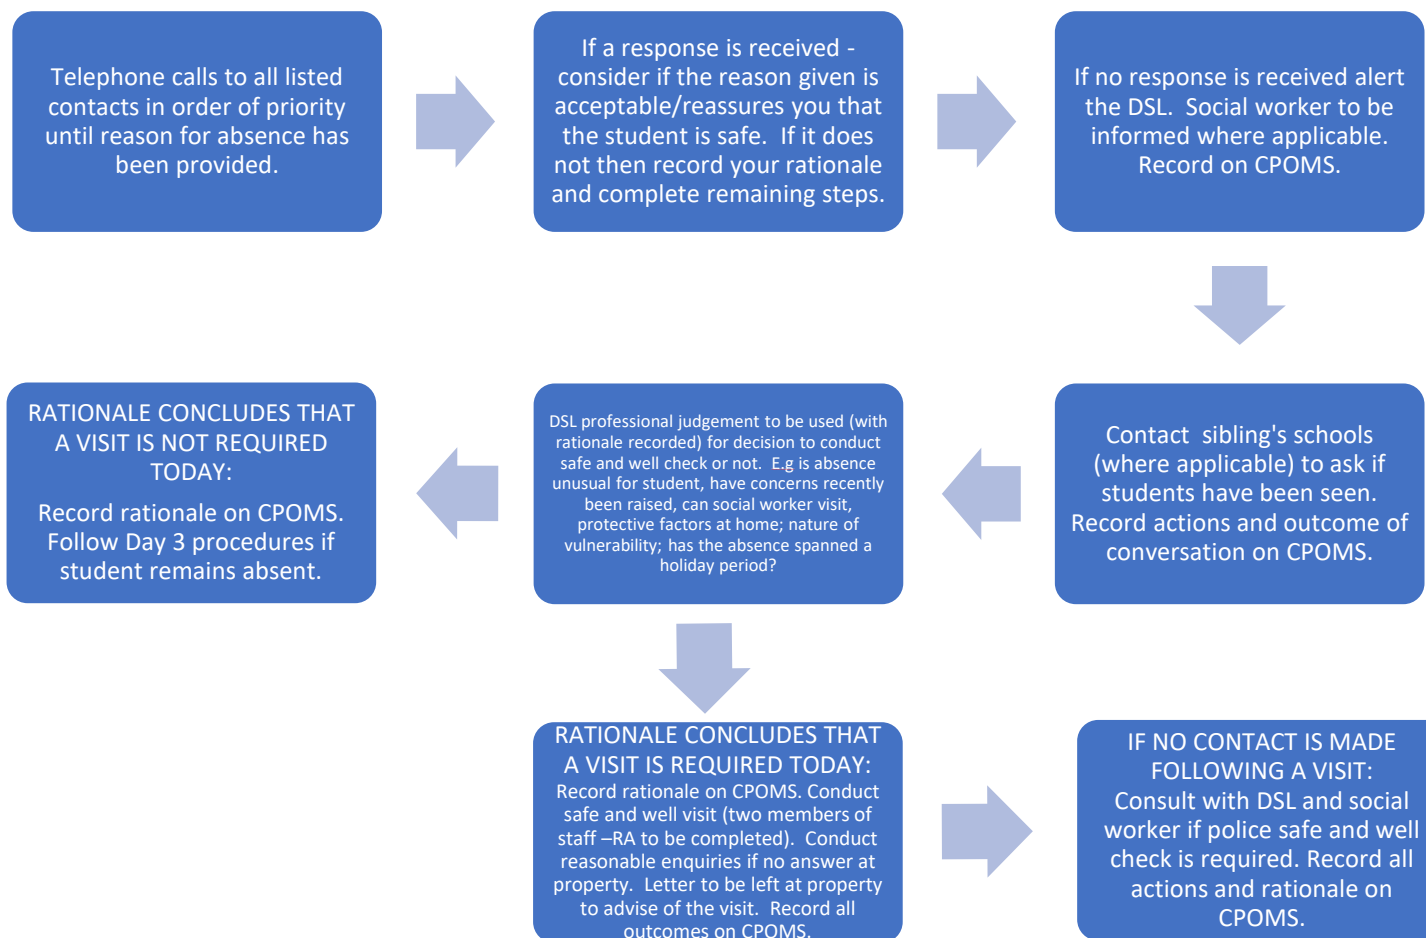 Telephone calls to all listed
contacts in order of priority
until reason for absence has
been provided.
If a response is received -
consider if the reason given is
acceptable/reassures you that
the student is safe.  If it does
not then record your rationale
and complete remaining steps.
If no response is received alert
the DSL.  Social worker to be
informed where applicable.
Record on CPOMS.
Contact  sibling's schools
(where applicable) to ask if
students have been seen.
Record actions and outcome of
conversation on CPOMS.
DSL professional judgement to be used (with
rationale recorded) for decision to conduct
safe and well check or not.  E.g is absence
unusual for student, have concerns recently
been raised, can social worker visit,
protective factors at home; nature of
vulnerability; has the absence spanned a
holiday period?
RATIONALE CONCLUDES THAT
A VISIT IS NOT REQUIRED
TODAY:
Record rationale on CPOMS.
Follow Day 3 procedures if
student remains absent.
RATIONALE CONCLUDES THAT
A VISIT IS REQUIRED TODAY:
Record rationale on CPOMS. Conduct
safe and well visit (two members of
staff –RA to be completed).  Conduct
reasonable enquiries if no answer at
property.  Letter to be left at property
to advise of the visit.  Record all
outcomes on CPOMS.
IF NO CONTACT IS MADE
FOLLOWING A VISIT:
Consult with DSL and social
worker if police safe and well
check is required. Record all
actions and rationale on
CPOMS.